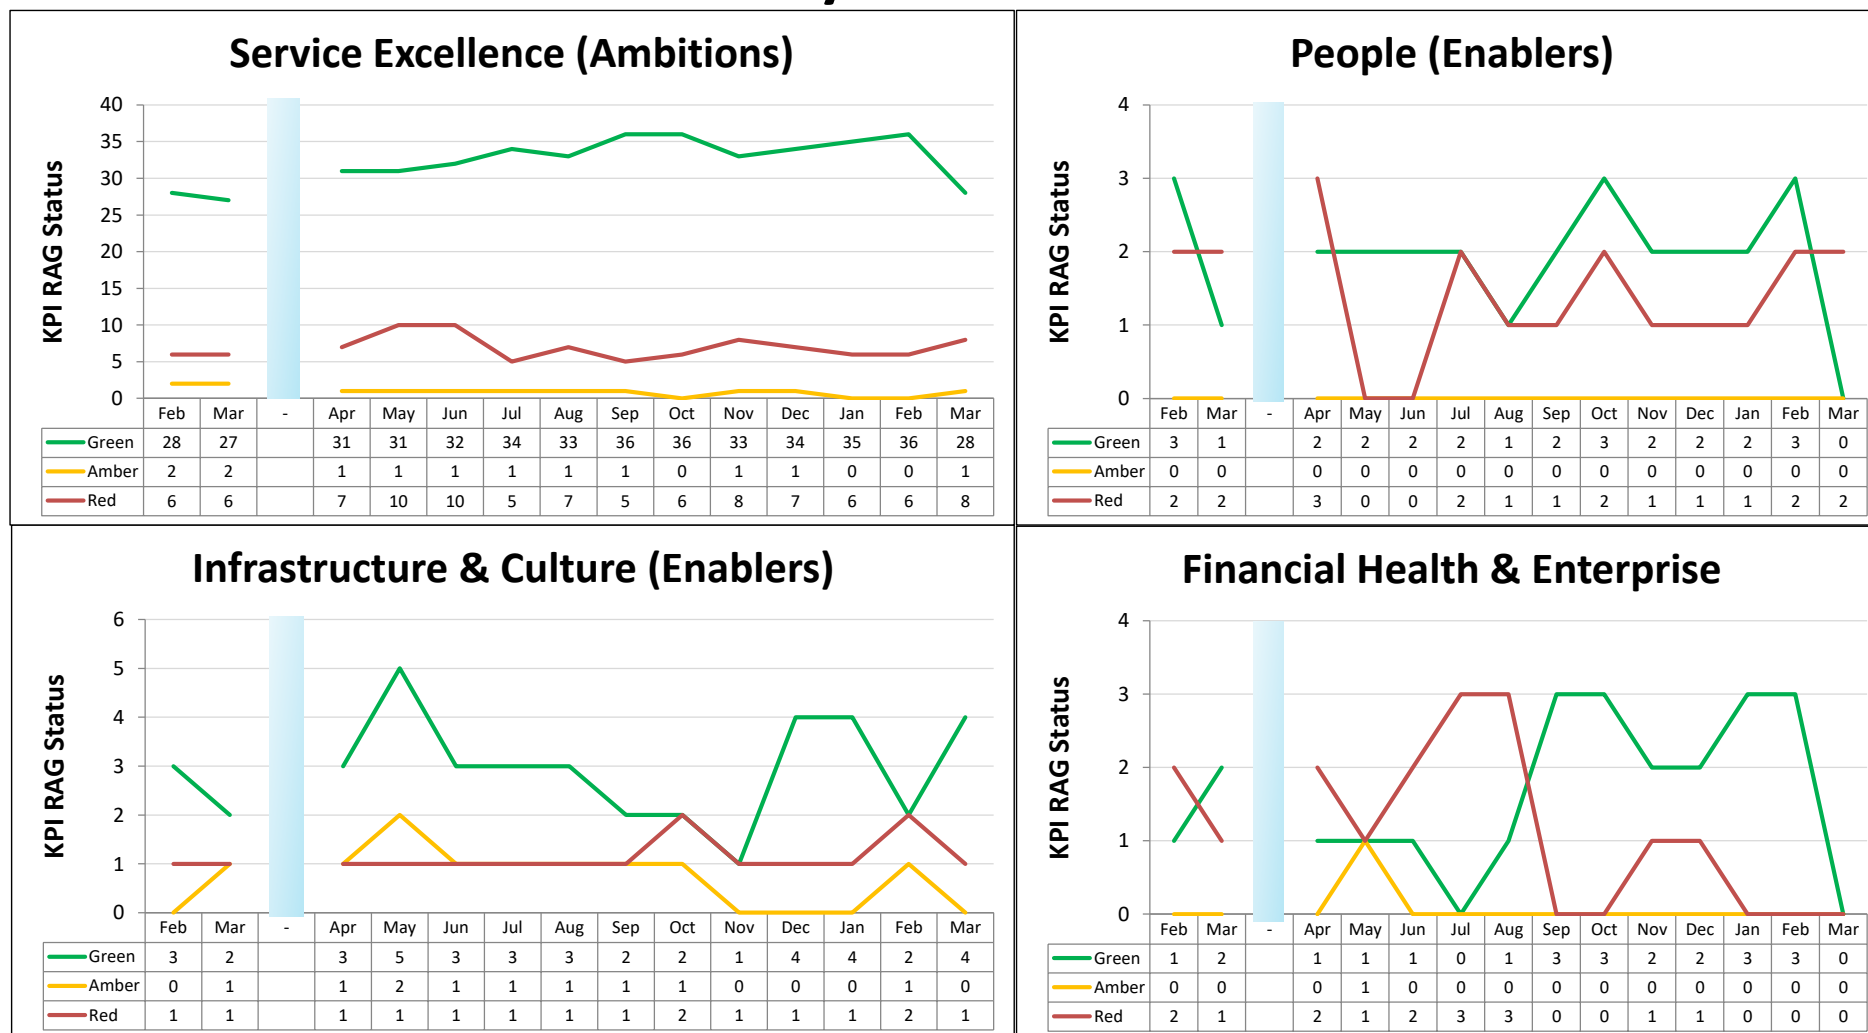 Service Excellence (Ambitions)
KPI RAG Status
40
35
30
25
20
15
10
5
0
Feb Mar - Apr May Jun Jul Aug Sep Oct Nov Dec Jan Feb Mar
Green 28 27 31 31 32 34 33 36 36 33 34 35 36 28
Amber 2 2 1 1 1 1 1 1 0 1 1 0 0 1
Red 6 6 7 10 10 5 7 5 6 8 7 6 6 8
People (Enablers)
KPI RAG Status
4
3
2
1
0
Feb Mar - Apr May Jun Jul Aug Sep Oct Nov Dec Jan Feb Mar
Green 3 1 2 2 2 2 1 2 3 2 2 2 3 0
Amber 0 0 0 0 0 0 0 0 0 0 0 0 0 0
Red 2 2 3 0 0 2 1 1 2 1 1 1 2 2
Infrastructure & Culture (Enablers)
KPI RAG Status
6
5
4
3
2
1
0
Feb Mar - Apr May Jun Jul Aug Sep Oct Nov Dec Jan Feb Mar
Green 3 2 3 5 3 3 3 2 2 1 4 4 2 4
Amber 0 1 1 2 1 1 1 1 1 0 0 0 1 0
Red 1 1 1 1 1 1 1 1 2 1 1 1 2 1
Financial Health & Enterprise
KPI RAG Status
4
3
2
1
0
Feb Mar - Apr May Jun Jul Aug Sep Oct Nov Dec Jan Feb Mar
Green 1 2 1 1 1 0 1 3 3 2 2 3 3 0
Amber 0 0 0 1 0 0 0 0 0 0 0 0 0 0
Red 2 1 2 1 2 3 3 0 0 1 1 0 0 0